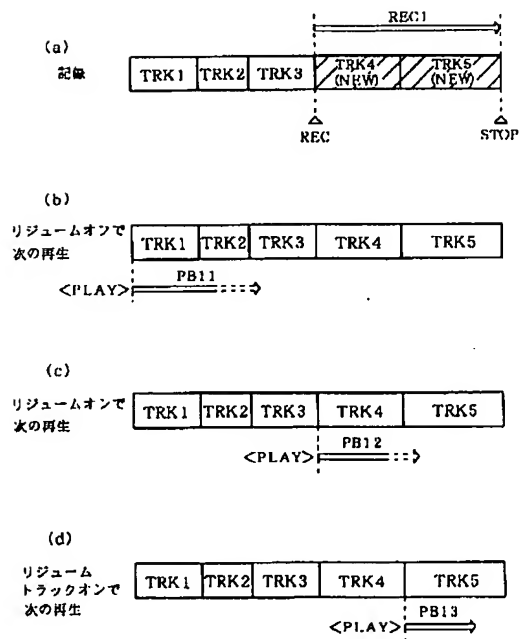 REC1
(a)
記録
TRK1 TRK2 TRK3 TRK4 (NEW) TRK5 (NEW)
REC STOP
(b)
リジュームオンで
次の再生
TRK1 TRK2 TRK3 TRK4 TRK5
PB11
<PLAY>
(c)
リジュームオンで
次の再生
TRK1 TRK2 TRK3 TRK4 TRK5
<PLAY> PB12
(d)
リジューム
トラックオンで
次の再生
TRK1 TRK2 TRK3 TRK4 TRK5
<PLAY> PB13